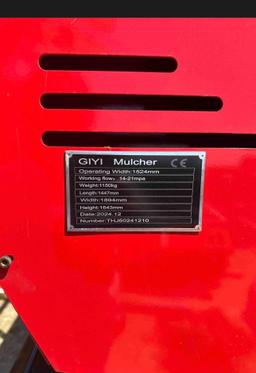 GIYI Mulcher CE
Operating Width:1524mm
Working flow: 14-21mpa
Weight:1150kg
Length:1447mm
Width:1894mm
Height:1643mm
Date:2024.12
Number:THJ60241210